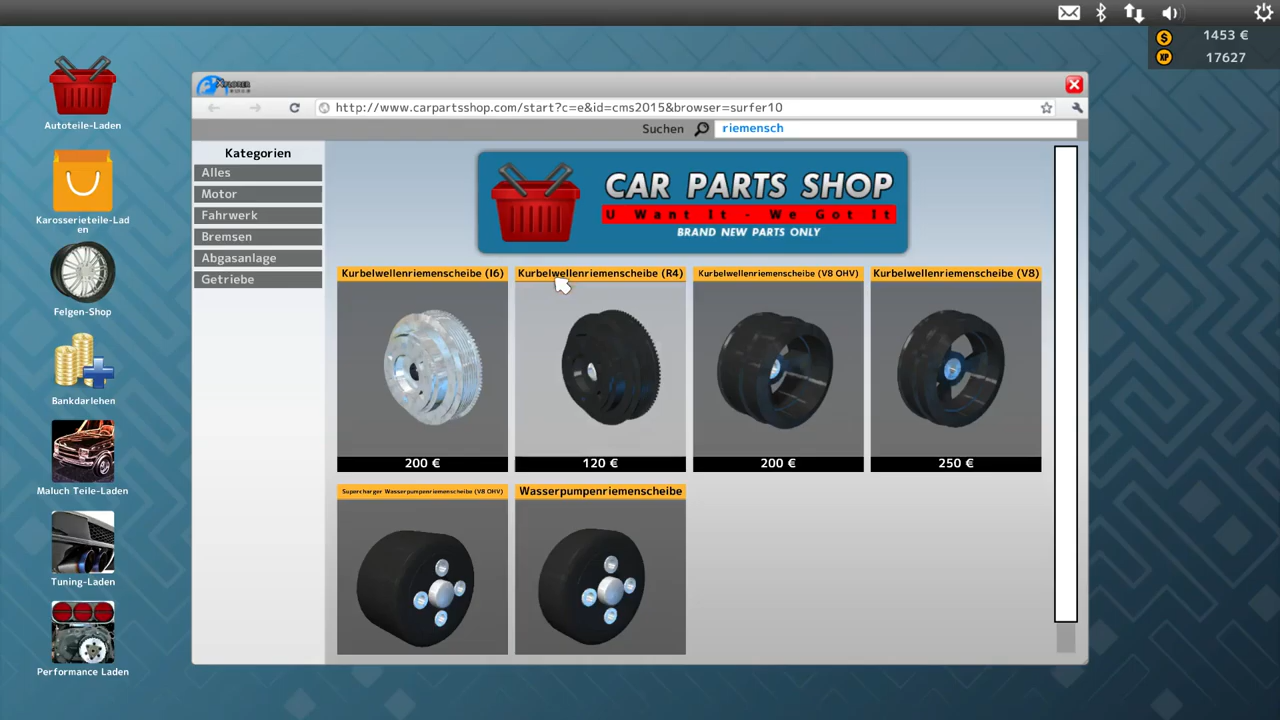 1453 €
17627
Autoteile-Laden
Karosserieteile-Lad
en
Felgen-Shop
Bankdarlehen
Maluch Teile-Laden
Tuning-Laden
Performance Laden
http://www.carpartsshop.com/start?c=e&id=cms2015&browser=surfer10
Suchen
riemensch
Kategorien
Alles
Motor
Fahrwerk
Bremsen
Abgasanlage
Getriebe
CAR PARTS SHOP
U Want It - We Got It
BRAND NEW PARTS ONLY
Kurbelwellenriemenscheibe (I6)
Kurbelwellenriemenscheibe (R4)
Kurbelwellenriemenscheibe (V8 OHV)
Kurbelwellenriemenscheibe (V8)
200 €
120 €
200 €
250 €
Supercharger Wasserpumpenriemenscheibe (V8 OHV)
Wasserpumpenriemenscheibe